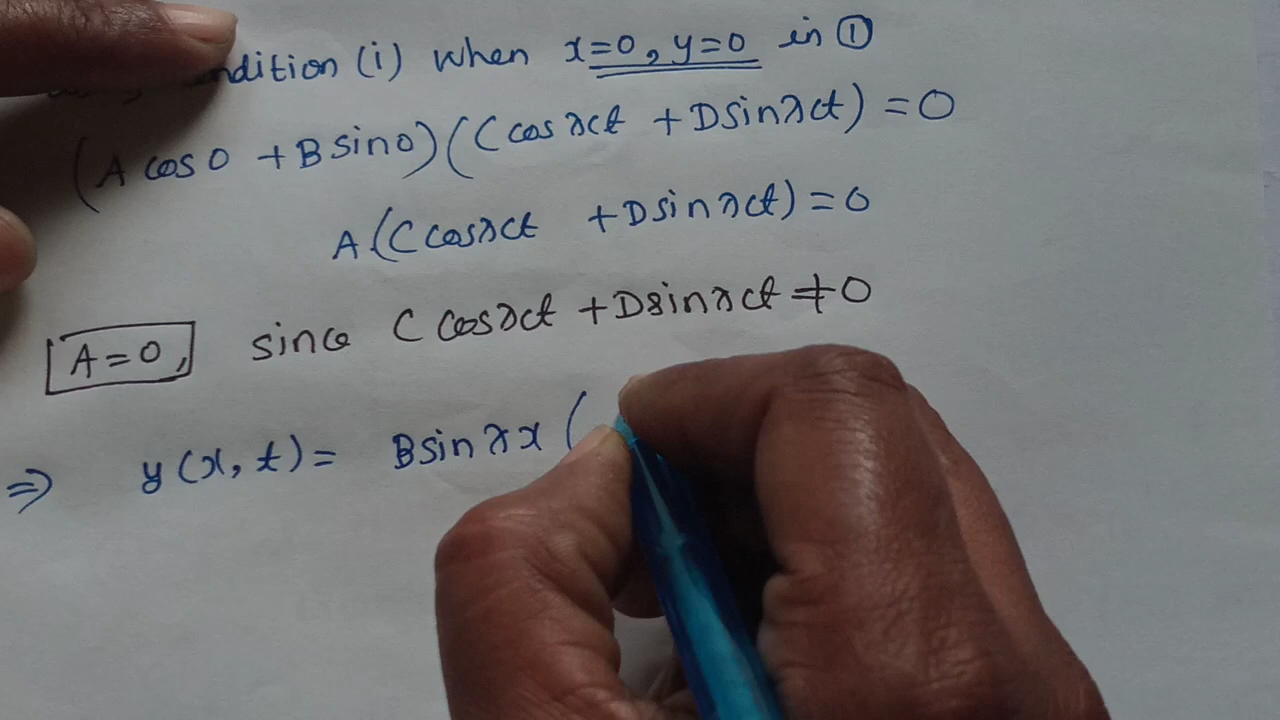 ndition (i) when x=0, y=0 in ①
(A cos 0 + B sin 0) (C cos λct + D sin λct) = 0
A (C cos λct + D sin λct) = 0
A = 0, since C cos λct + D sin λct ≠ 0
⇒ y(x, t) = B sin λx (